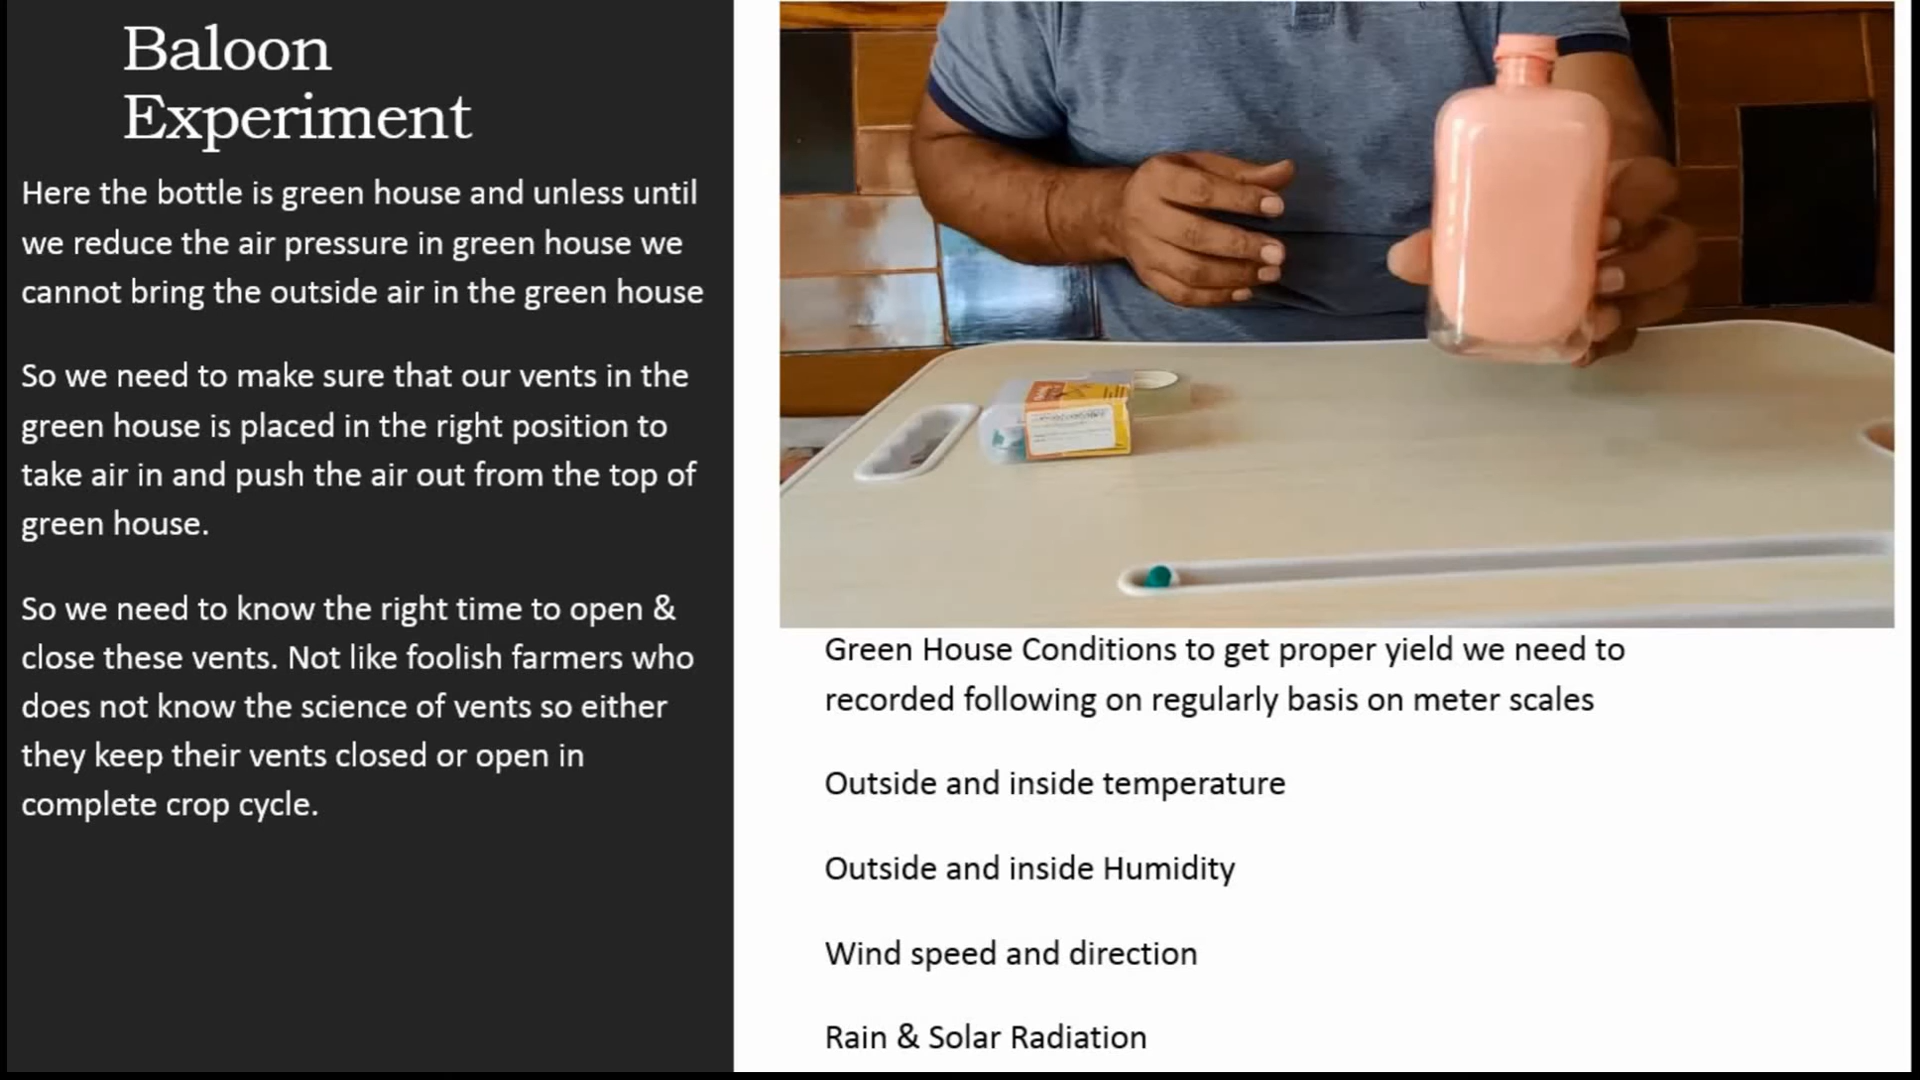 Baloon
Experiment
Here the bottle is green house and unless until
we reduce the air pressure in green house we
cannot bring the outside air in the green house
So we need to make sure that our vents in the
green house is placed in the right position to
take air in and push the air out from the top of
green house.
So we need to know the right time to open &
close these vents. Not like foolish farmers who
does not know the science of vents so either
they keep their vents closed or open in
complete crop cycle.
Green House Conditions to get proper yield we need to
recorded following on regularly basis on meter scales
Outside and inside temperature
Outside and inside Humidity
Wind speed and direction
Rain & Solar Radiation